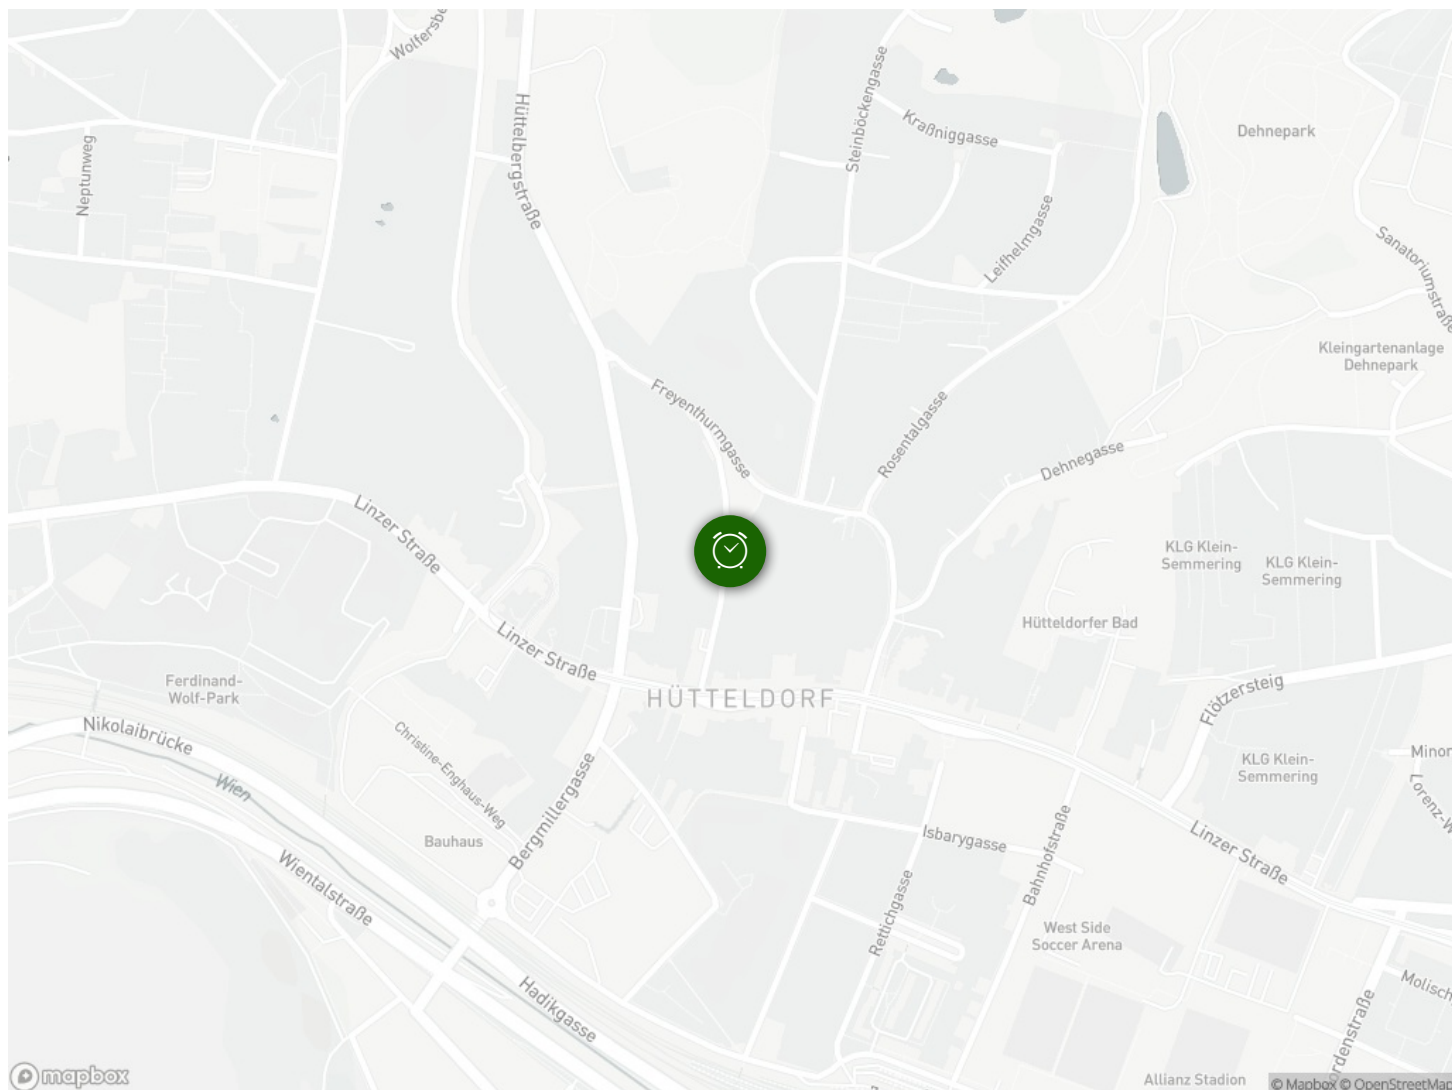 Wolfersbe
Hüttelbergstraße
Steinböckengasse
Kraßniggasse
Dehnepark
Neptunweg
Leifhelmgasse
Sanatoriumstraße
Kleingartenanlage
Dehnepark
Freyenthurmgasse
Rosentalgasse
Dehnegasse
Linzer Straße
KLG Klein-
Semmering
KLG Klein-
Semmering
Hütteldorfer Bad
Linzer Straße
Ferdinand-
Wolf-Park
HÜTTELDORF
Flötzersteig
Nikolaibrücke
Christine-Enghaus-Weg
Minor
KLG Klein-
Semmering
Wien
Lorenz-W
Bergmillergasse
Bauhaus
Isbarygasse
Bahnhofstraße
Linzer Straße
Wientalstraße
Rettichgasse
West Side
Soccer Arena
Molisch
Hadikgasse
rdenstraße
mapbox
Allianz Stadion
© Mapbox © OpenStreetMap